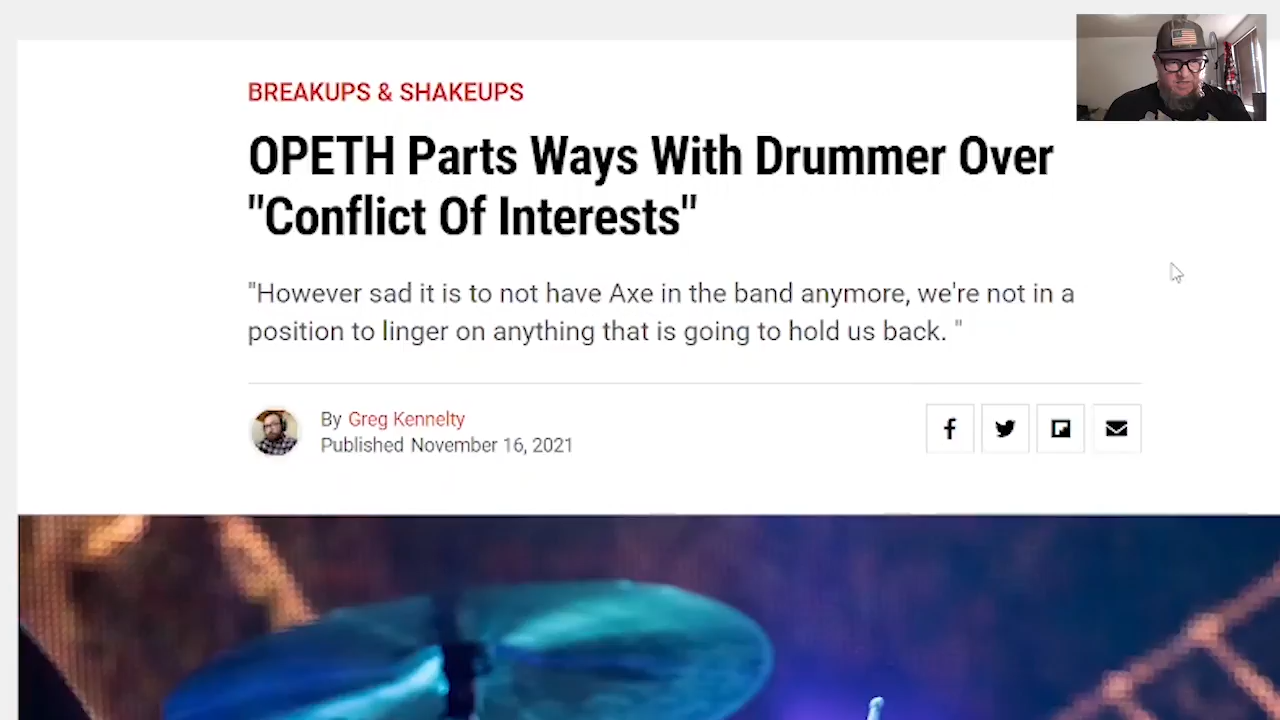 BREAKUPS & SHAKEUPS
OPETH Parts Ways With Drummer Over
"Conflict Of Interests"
"However sad it is to not have Axe in the band anymore, we're not in a
position to linger on anything that is going to hold us back. "
By Greg Kennelty
Published November 16, 2021